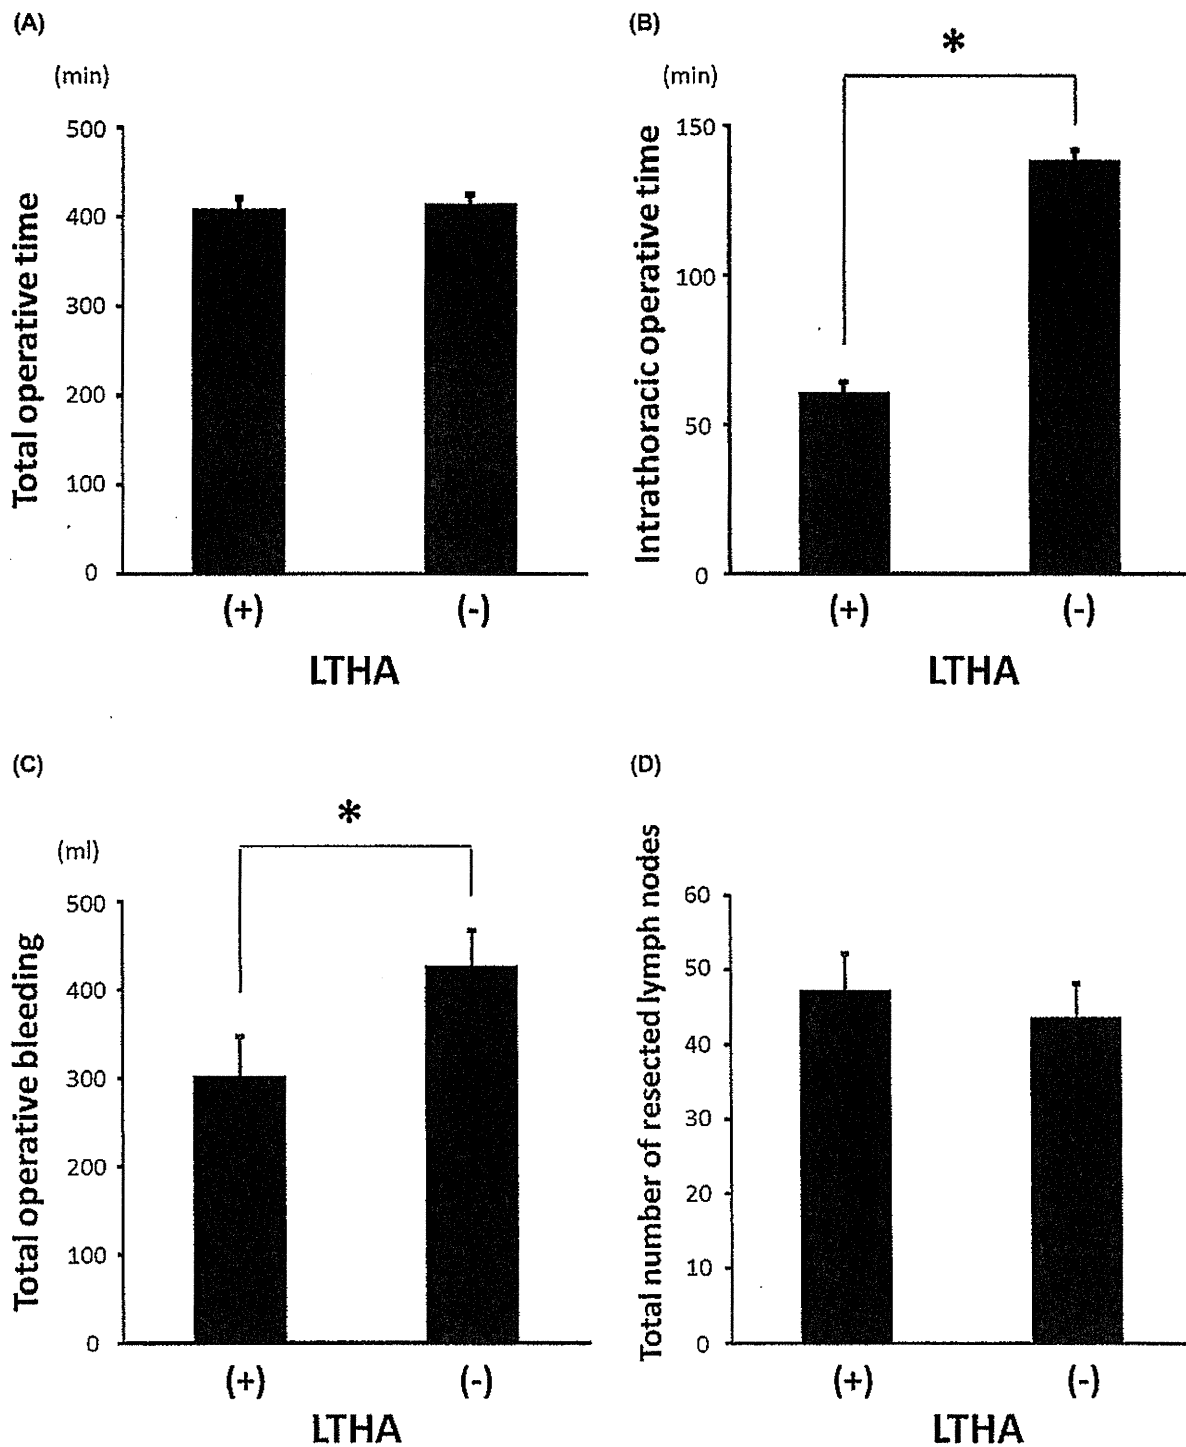 (A)
(min)
Total operative time
500
400
300
200
100
0
(+) (-)
LTHA
(B)
*
(min)
Intrathoracic operative time
150
100
50
0
(+) (-)
LTHA
(C)
*
(ml)
Total operative bleeding
500
400
300
200
100
0
(+) (-)
LTHA
(D)
Total number of resected lymph nodes
60
50
40
30
20
10
0
(+) (-)
LTHA